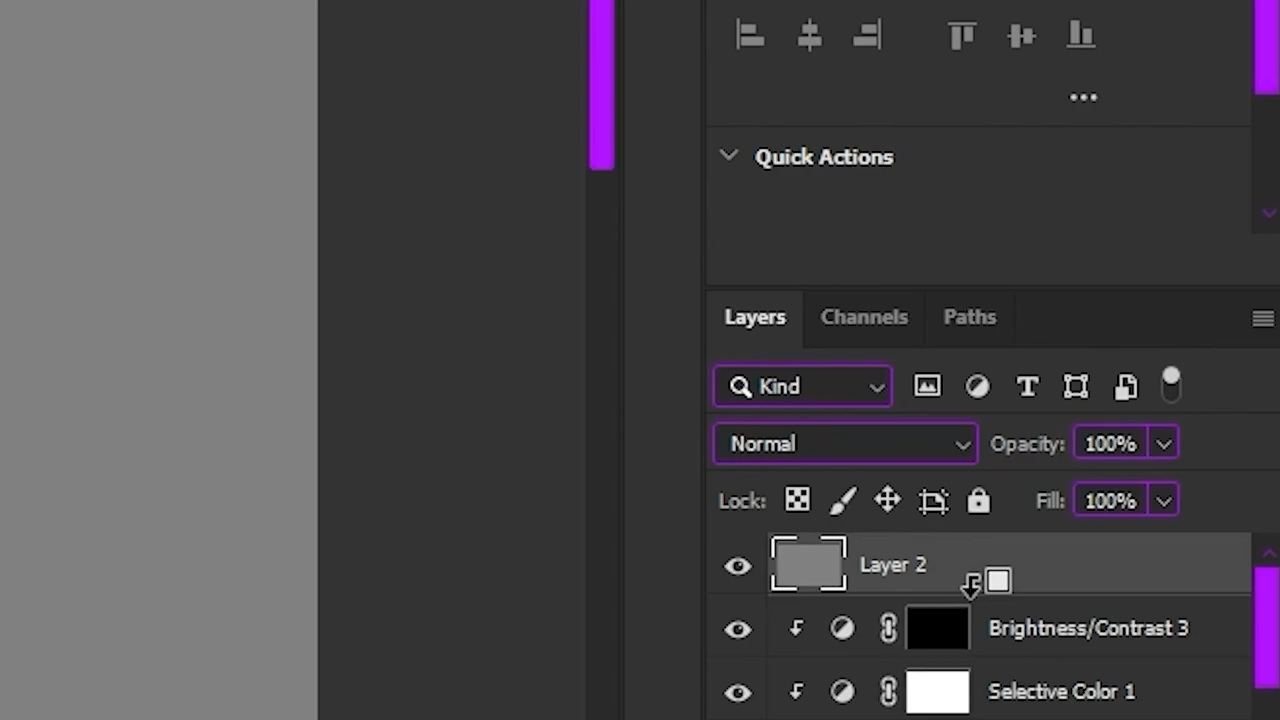 Quick Actions
Layers Channels Paths
Kind
Normal Opacity: 100%
Lock: Fill: 100%
Layer 2
Brightness/Contrast 3
Selective Color 1